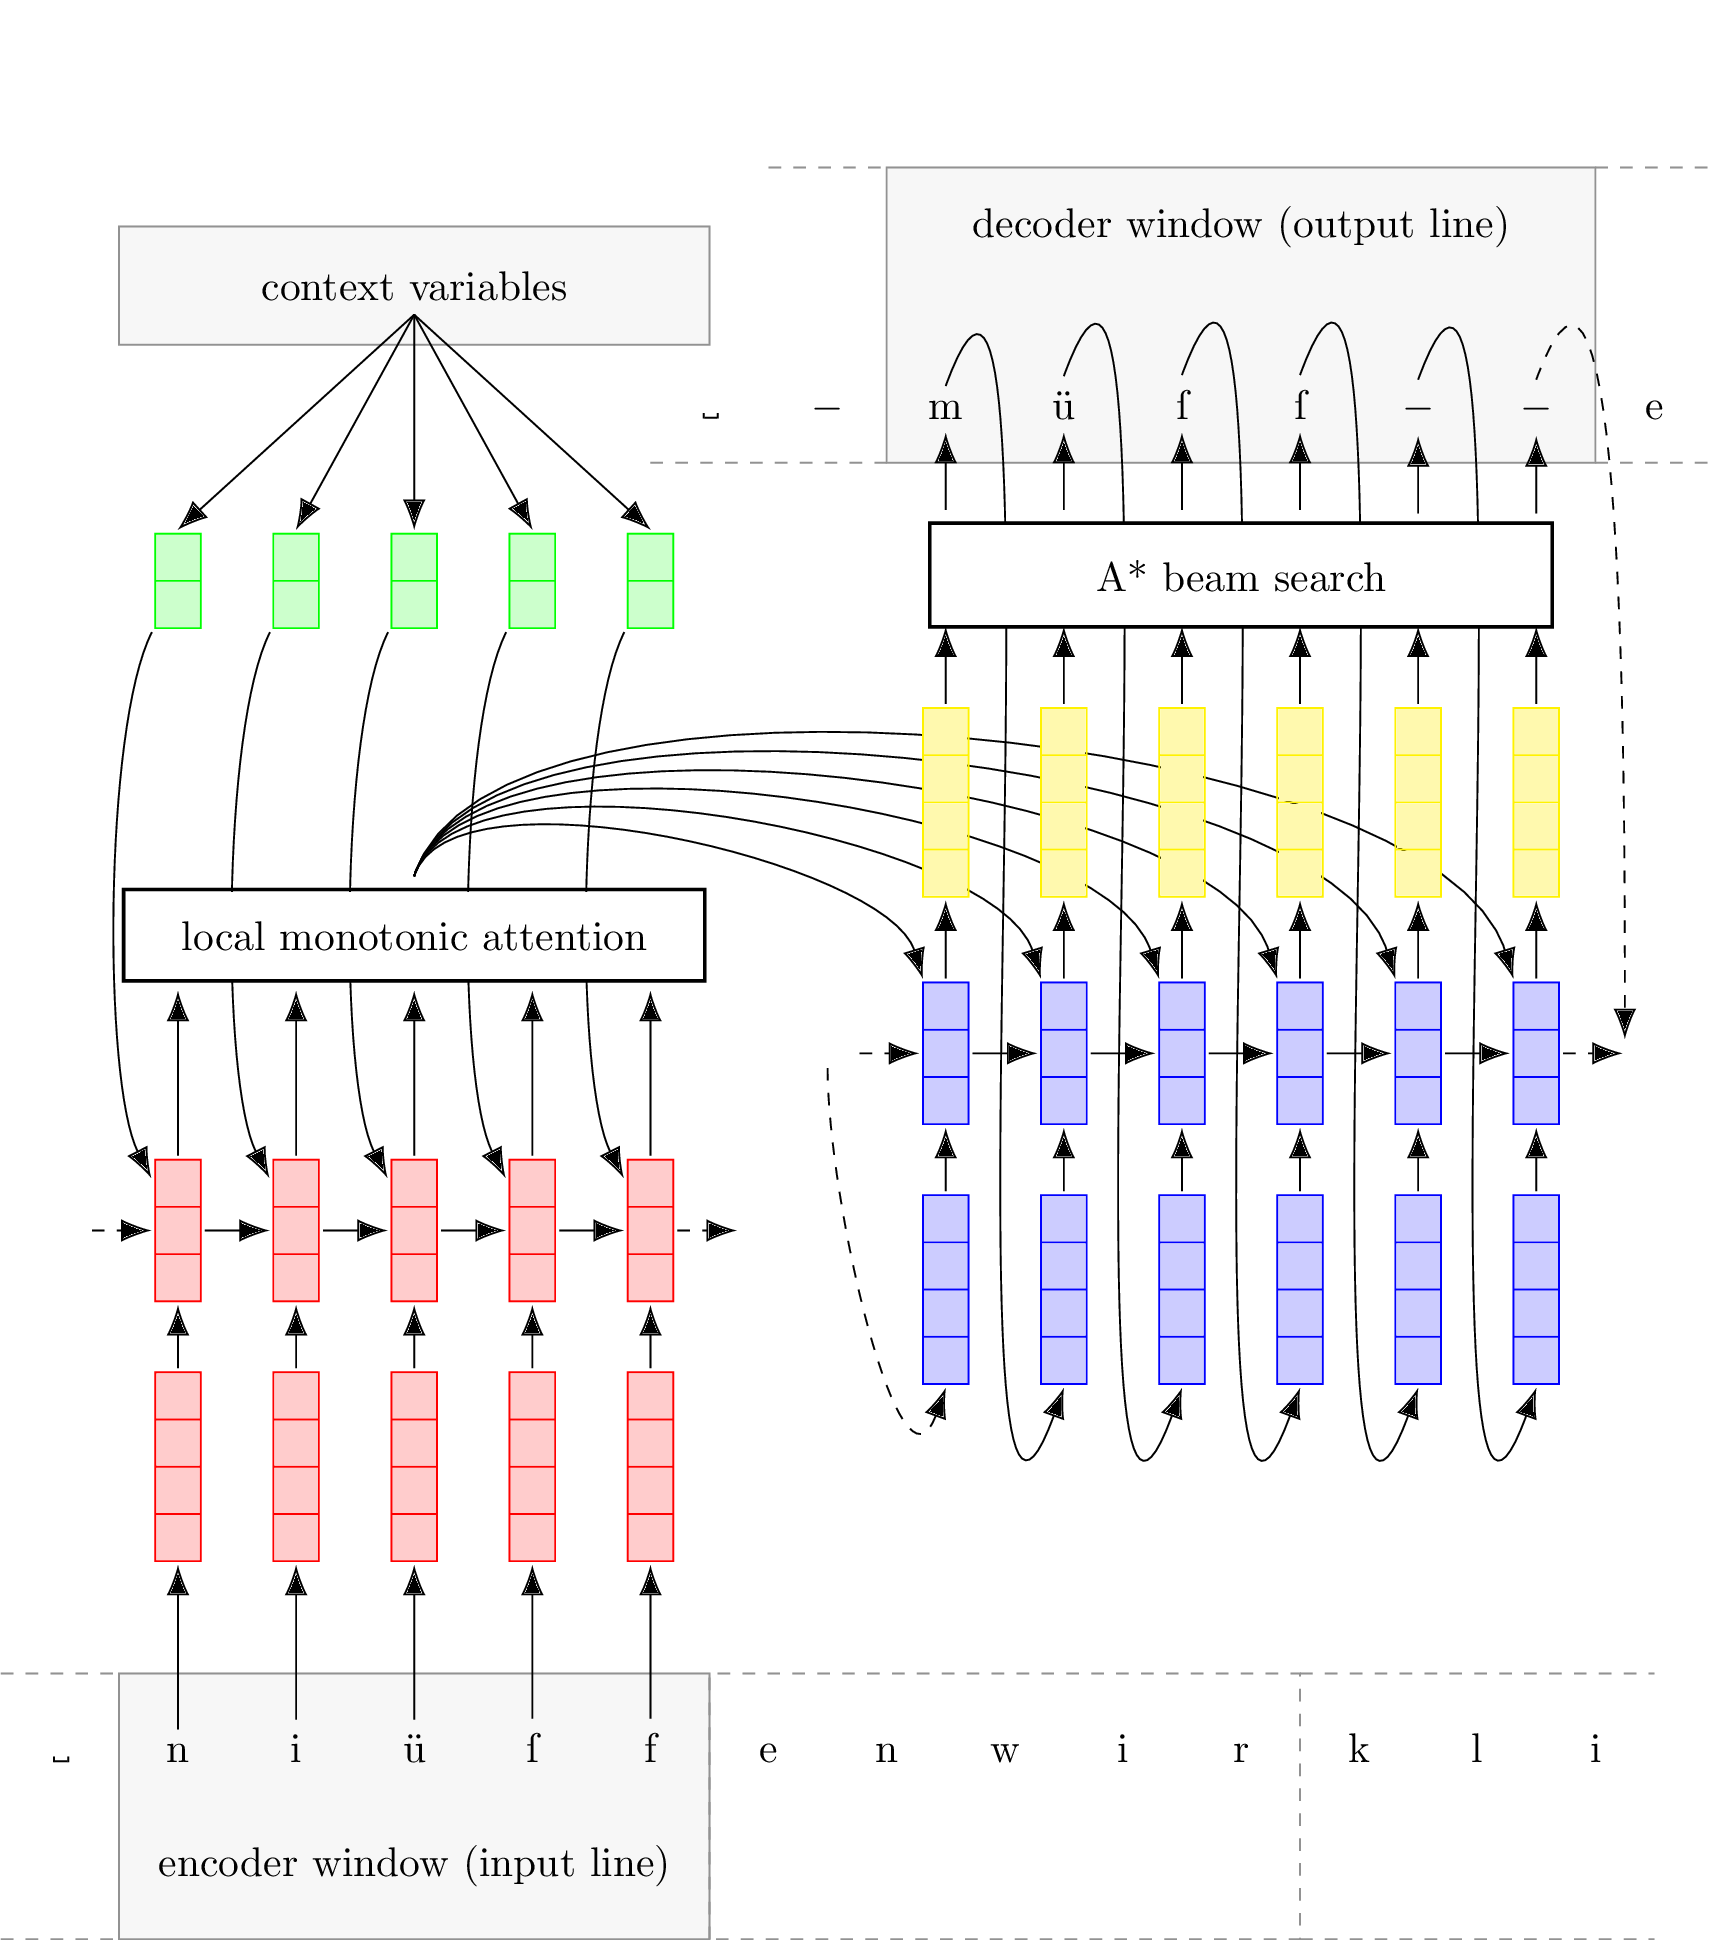 decoder window (output line)
context variables
␣ – m ü ſ ſ – – e
A* beam search
local monotonic attention
␣ n i ü ſ f e n w i r k l i
encoder window (input line)